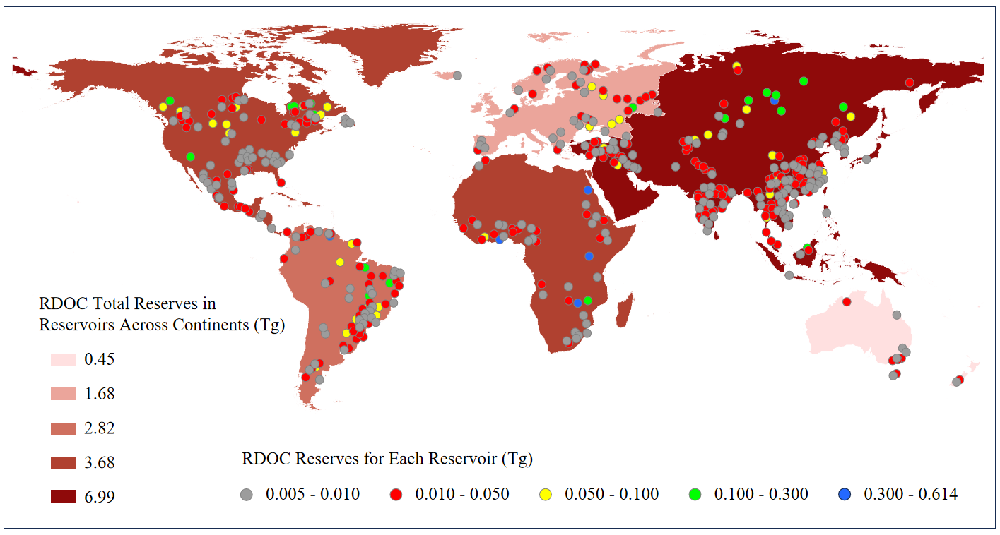 RDOC Total Reserves in
Reservoirs Across Continents (Tg)
0.45
1.68
2.82
3.68
6.99
RDOC Reserves for Each Reservoir (Tg)
0.005 - 0.010 0.010 - 0.050 0.050 - 0.100 0.100 - 0.300 0.300 - 0.614